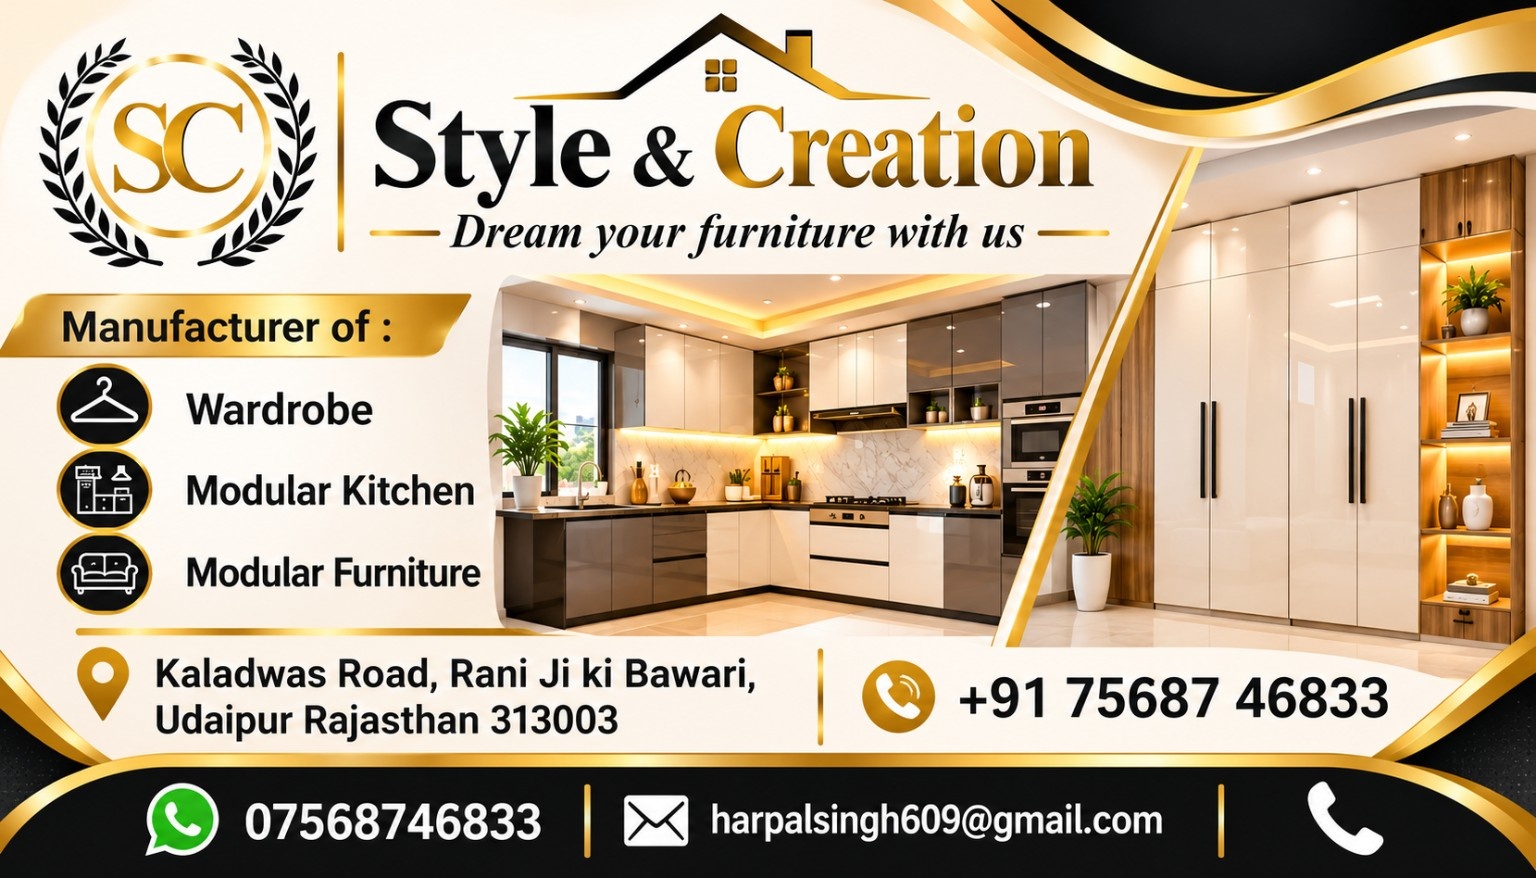 SC
Style & Creation
Dream your furniture with us
Manufacturer of :
Wardrobe
Modular Kitchen
Modular Furniture
Kaladwas Road, Rani Ji ki Bawari,
Udaipur Rajasthan 313003
+91 75687 46833
07568746833
harpalsingh609@gmail.com